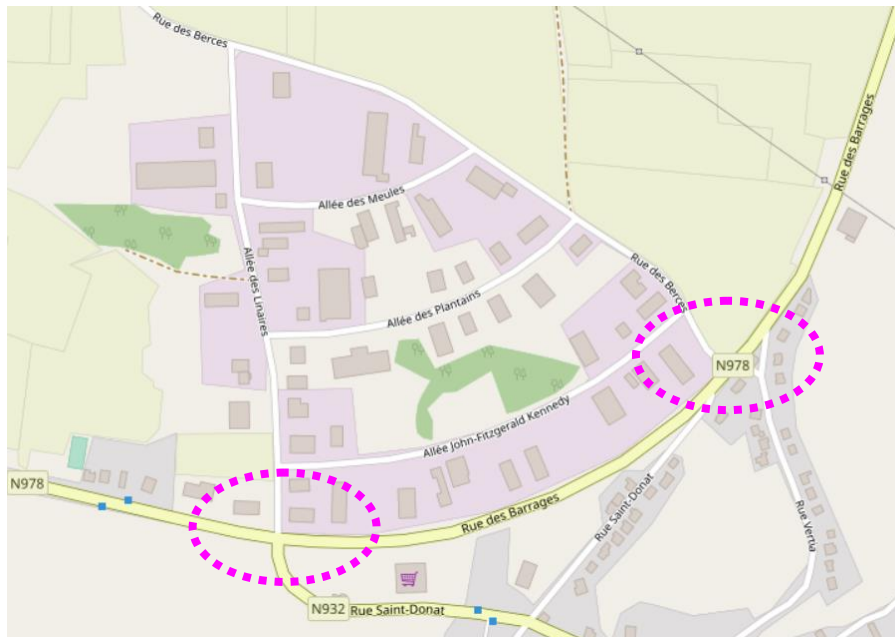 Rue des Berces
Rue des Barrages
Allée des Meules
Allée des Linaires
Rue des Berces
Allée des Plantains
N978
Allée John-Fitzgerald Kennedy
N978
Rue des Barrages
Rue Saint-Donat
Rue Vertia
N932
Rue Saint-Donat